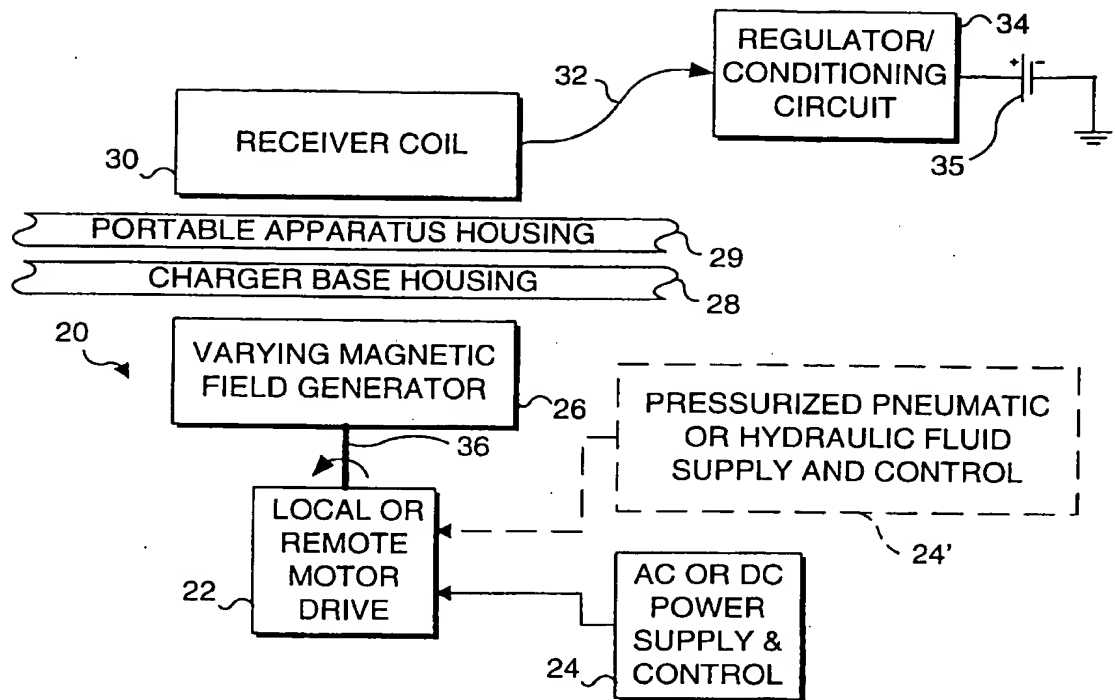 34
REGULATOR/
CONDITIONING
CIRCUIT
+ -
35
32
RECEIVER COIL
30
PORTABLE APPARATUS HOUSING
29
CHARGER BASE HOUSING
28
20
VARYING MAGNETIC
FIELD GENERATOR
26
36
PRESSURIZED PNEUMATIC
OR HYDRAULIC FLUID
SUPPLY AND CONTROL
24'
LOCAL OR
REMOTE
MOTOR
DRIVE
22
AC OR DC
POWER
SUPPLY &
CONTROL
24